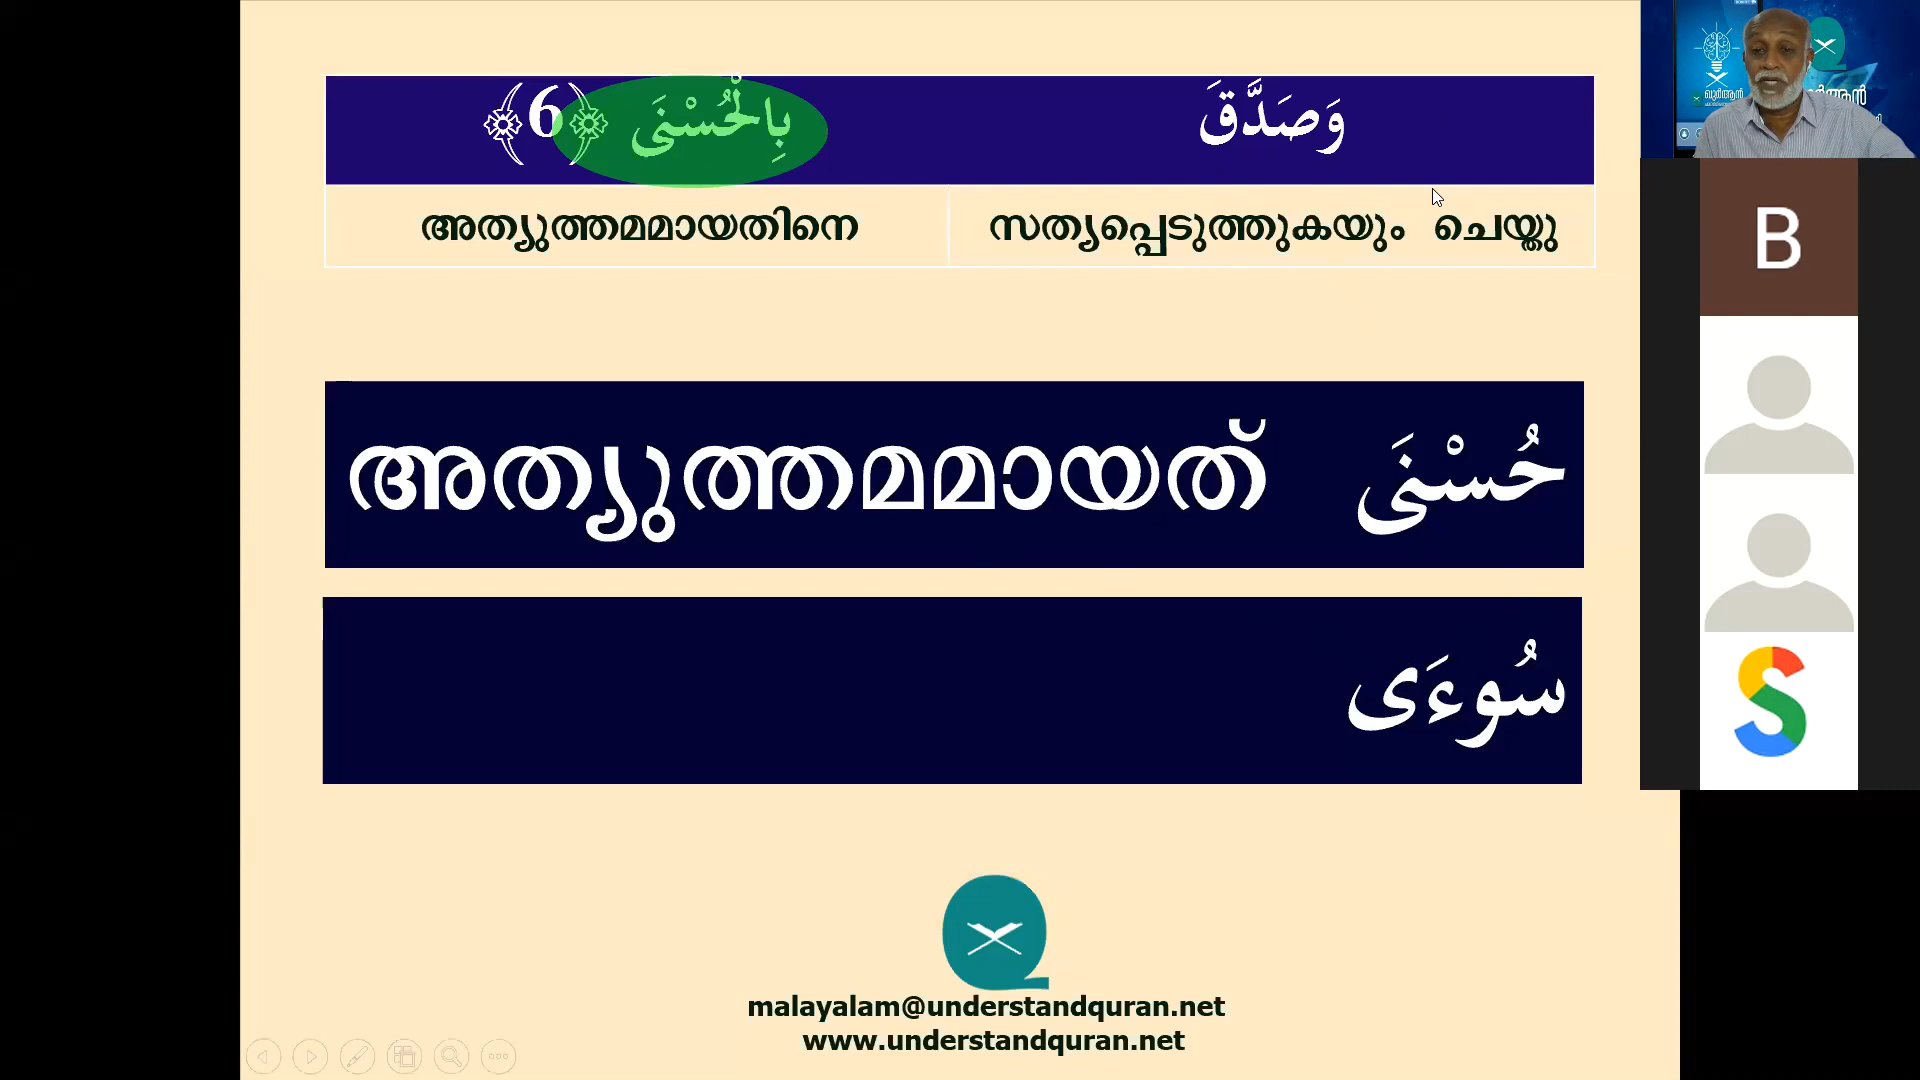 وَصَدَّقَ بِالْحُسْنَى ﴿6﴾
സത്യപ്പെടുത്തുകയും ചെയ്തു അത്യുത്തമമായതിനെ
حُسْنَى അത്യുത്തമമായത്
سُوءَى
malayalam@understandquran.net
www.understandquran.net
B